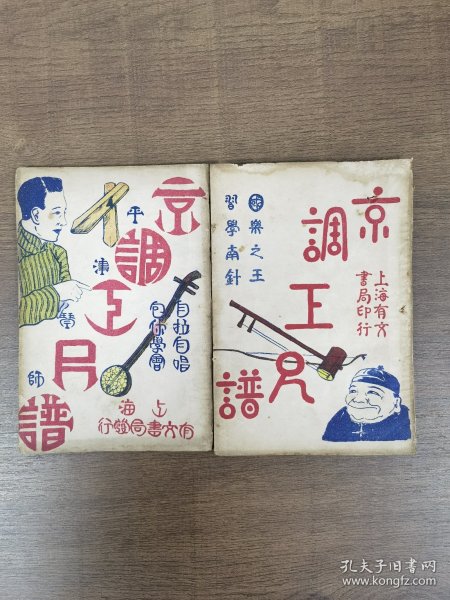 京調工尺譜
平津琴師
自拉自唱
包你學會
上海
有文書局發行
京調工尺譜
國樂之王
習學南針
上海有文
書局印行
孔夫子旧书网
www.kongfz.com